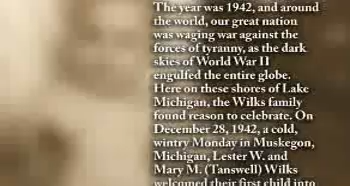 The year was 1942, and around
the world, our great nation
was waging war against the
forces of tyranny, as the dark
skies of World War II
engulfed the entire globe.
Here on these shores of Lake
Michigan, the Wilks family
found reason to celebrate. On
December 28, 1942, a cold,
wintry Monday in Muskegon,
Michigan, Lester W. and
Mary M. (Tanswell) Wilks
welcomed their first child into